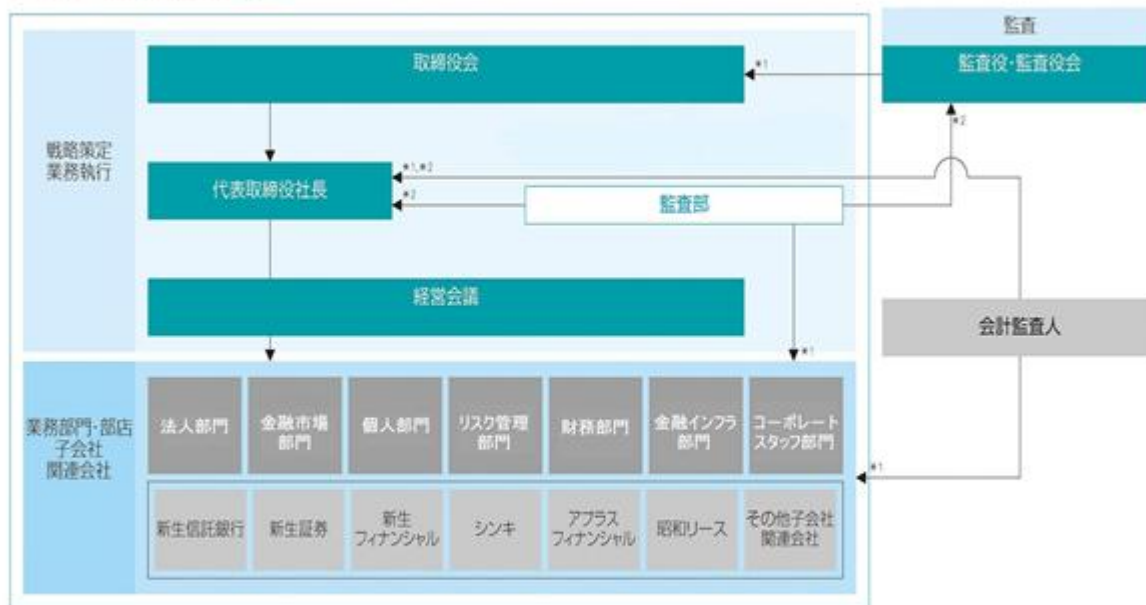 監査
取締役会
*1
監査役・監査役会
*2
戦略策定
業務執行
*1,*2
代表取締役社長
*2
監査部
経営会議
会計監査人
*1
業務部門・部店
子会社
関連会社
法人部門
金融市場
部門
個人部門
リスク管理
部門
財務部門
金融インフラ
部門
コーポレート
スタッフ部門
*1
新生信託銀行
新生証券
新生
フィナンシャル
シンキ
アプラス
フィナンシャル
昭和リース
その他子会社
関連会社